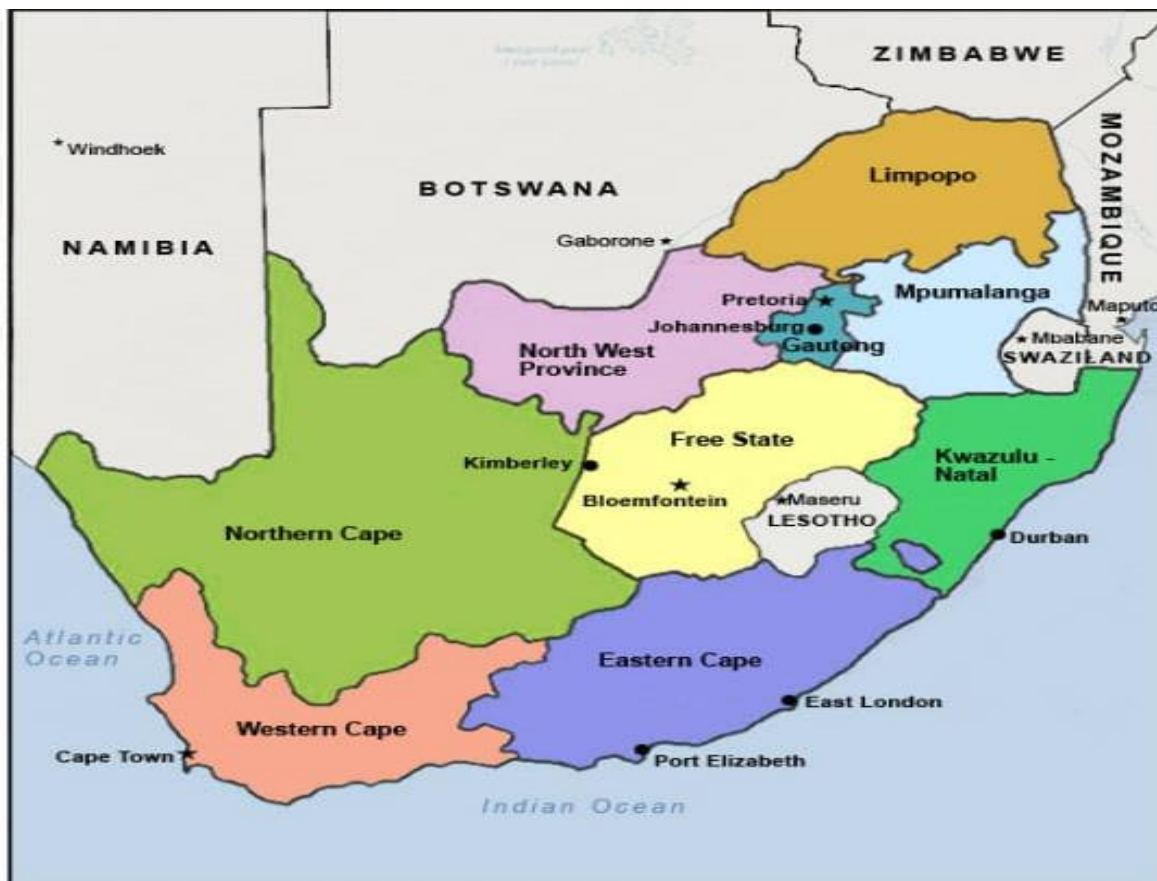 ZIMBABWE
Windhoek
MOZAMBIQUE
Limpopo
BOTSWANA
Gaborone
NAMIBIA
Pretoria
Mpumalanga
Maputo
Johannesburg
Gauteng
Mbabane
SWAZILAND
North West
Province
Free State
Kwazulu -
Natal
Kimberley
Bloemfontein
Maseru
LESOTHO
Northern Cape
Durban
Atlantic
Ocean
Eastern Cape
East London
Western Cape
Cape Town
Port Elizabeth
Indian Ocean